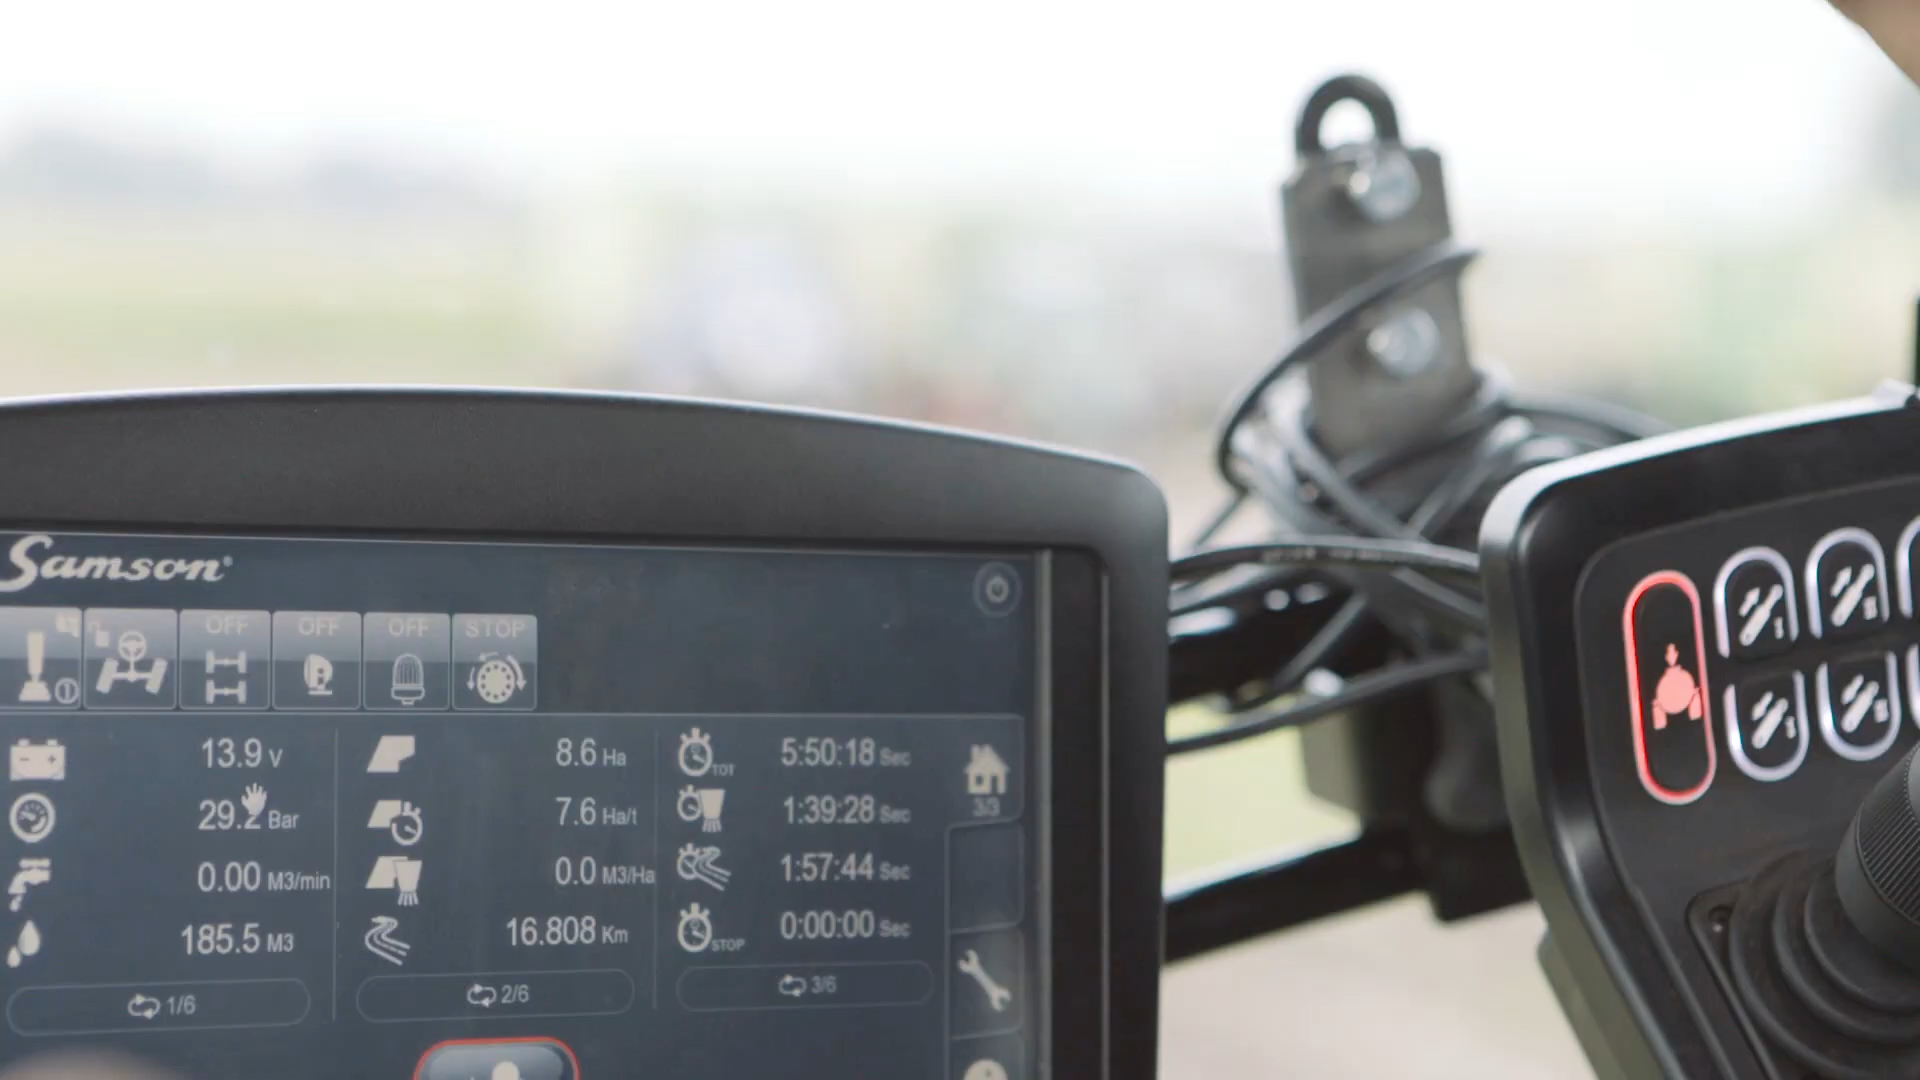 Samson
OFF OFF OFF STOP
13.9 V 8.6 Ha TOT 5:50:18 Sec
3/3
29.2 Bar 7.6 Ha/t 1:39:28 Sec
0.00 M3/min 0.0 M3/Ha 1:57:44 Sec
185.5 M3 16.808 Km STOP 0:00:00 Sec
1/6 2/6 3/6